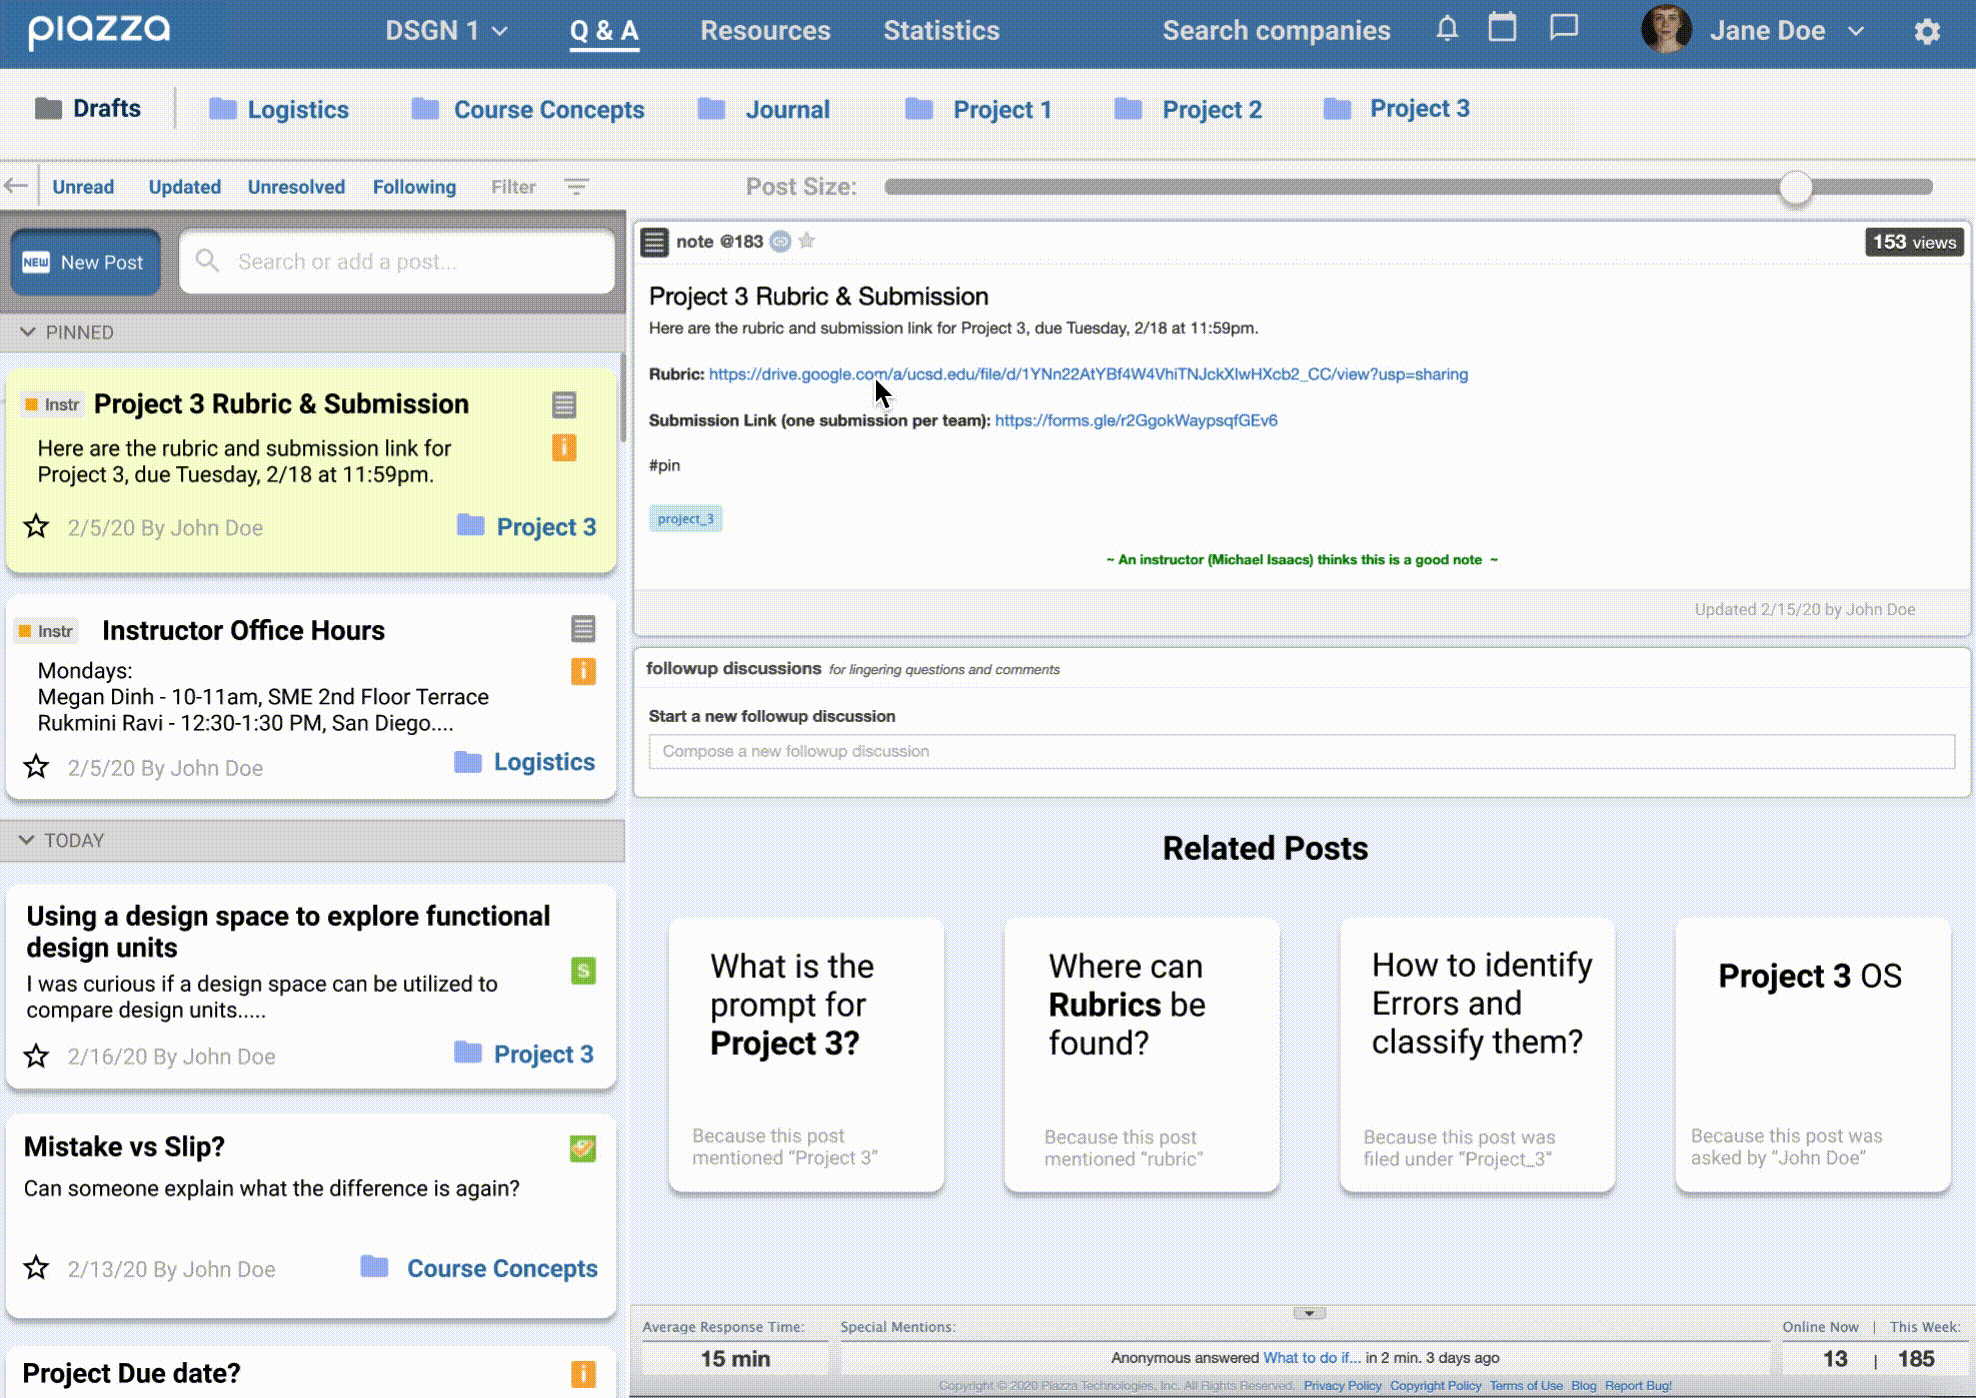 piazza
DSGN 1
Q & A
Resources
Statistics
Search companies
Jane Doe
Drafts
Logistics
Course Concepts
Journal
Project 1
Project 2
Project 3
Unread
Updated
Unresolved
Following
Filter
Post Size:
NEW New Post
Search or add a post...
PINNED
Instr Project 3 Rubric & Submission
Here are the rubric and submission link for
Project 3, due Tuesday, 2/18 at 11:59pm.
i
2/5/20 By John Doe
Project 3
Instr Instructor Office Hours
Mondays:
i
Megan Dinh - 10-11am, SME 2nd Floor Terrace
Rukmini Ravi - 12:30-1:30 PM, San Diego....
2/5/20 By John Doe
Logistics
TODAY
Using a design space to explore functional
design units
I was curious if a design space can be utilized to
compare design units.....
S
2/16/20 By John Doe
Project 3
Mistake vs Slip?
Can someone explain what the difference is again?
2/13/20 By John Doe
Course Concepts
Project Due date?
i
note @183
153 views
Project 3 Rubric & Submission
Here are the rubric and submission link for Project 3, due Tuesday, 2/18 at 11:59pm.
Rubric: https://drive.google.com/a/ucsd.edu/file/d/1YNn22AtYBf4W4VhiTNJckXIwHXcb2_CC/view?usp=sharing
Submission Link (one submission per team): https://forms.gle/r2GgokWaypsqfGEv6
#pin
project_3
~ An instructor (Michael Isaacs) thinks this is a good note ~
Updated 2/15/20 by John Doe
followup discussions for lingering questions and comments
Start a new followup discussion
Compose a new followup discussion
Related Posts
What is the
prompt for
Project 3?
Because this post
mentioned “Project 3”
Where can
Rubrics be
found?
Because this post
mentioned “rubric”
How to identify
Errors and
classify them?
Because this post was
filed under “Project_3”
Project 3 OS
Because this post was
asked by “John Doe”
Average Response Time:
15 min
Special Mentions:
Anonymous answered What to do if... in 2 min. 3 days ago
Online Now | This Week:
13 | 185
Copyright © 2020 Piazza Technologies, Inc. All Rights Reserved. Privacy Policy Copyright Policy Terms of Use Blog Report Bug!